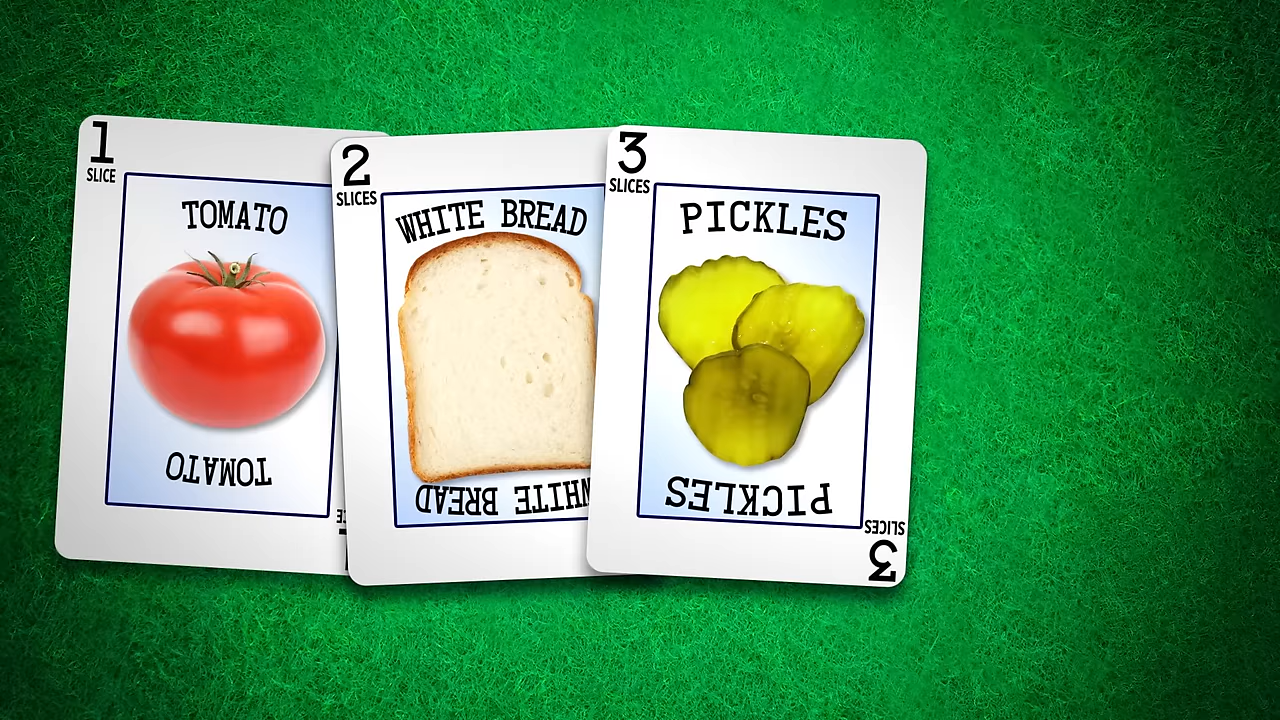 1
SLICE
TOMATO
TOMATO
2
SLICES
WHITE BREAD
WHITE BREAD
3
SLICES
PICKLES
PICKLES
SLICES
3